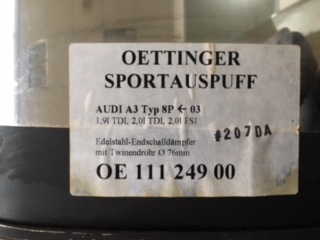 OETTINGER
SPORTAUSPUFF
AUDI A3 Typ 8P ← 03
1,9l TDI, 2,0l TDI, 2.0l FSI
#207DA
Edelstahl-Endschalldämpfer
mit Twinendrohr Ø 76mm
OE 111 249 00